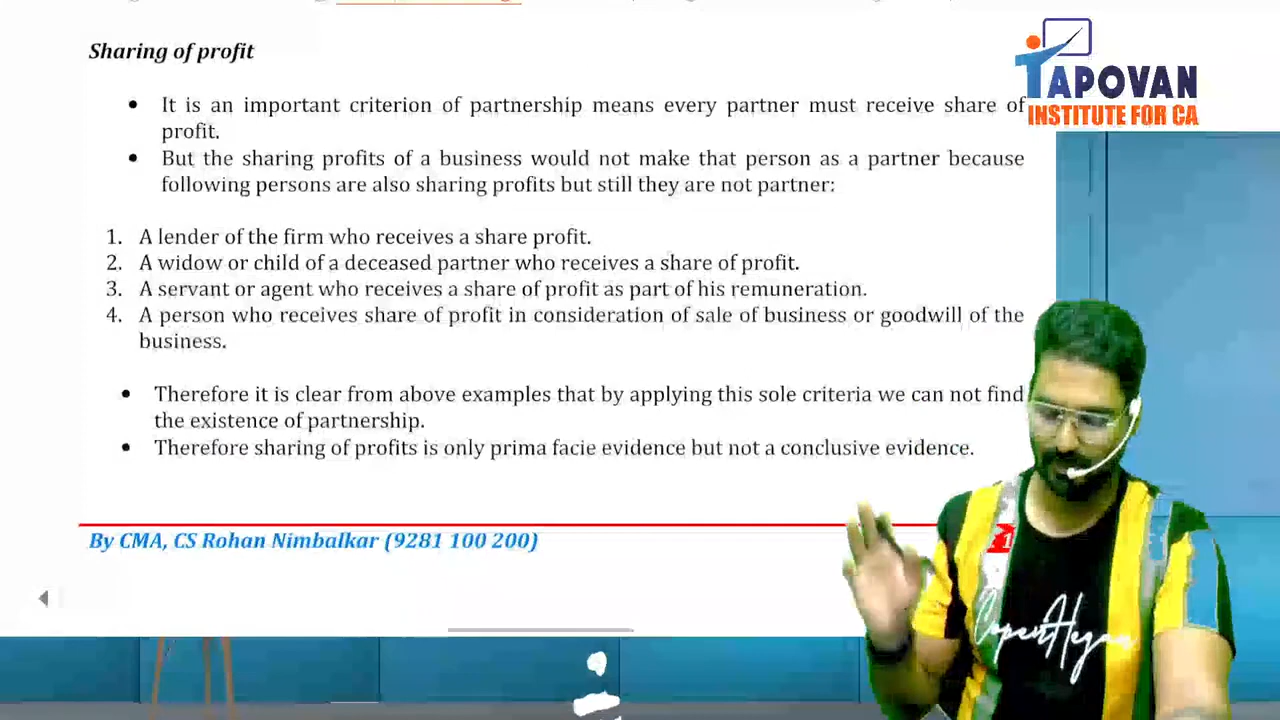 Sharing of profit
TAPOVAN
INSTITUTE FOR CA
• It is an important criterion of partnership means every partner must receive share of
profit.
• But the sharing profits of a business would not make that person as a partner because
following persons are also sharing profits but still they are not partner:
1. A lender of the firm who receives a share profit.
2. A widow or child of a deceased partner who receives a share of profit.
3. A servant or agent who receives a share of profit as part of his remuneration.
4. A person who receives share of profit in consideration of sale of business or goodwill of the
business.
• Therefore it is clear from above examples that by applying this sole criteria we can not find
the existence of partnership.
• Therefore sharing of profits is only prima facie evidence but not a conclusive evidence.
By CMA, CS Rohan Nimbalkar (9281 100 200)
CopenHagan